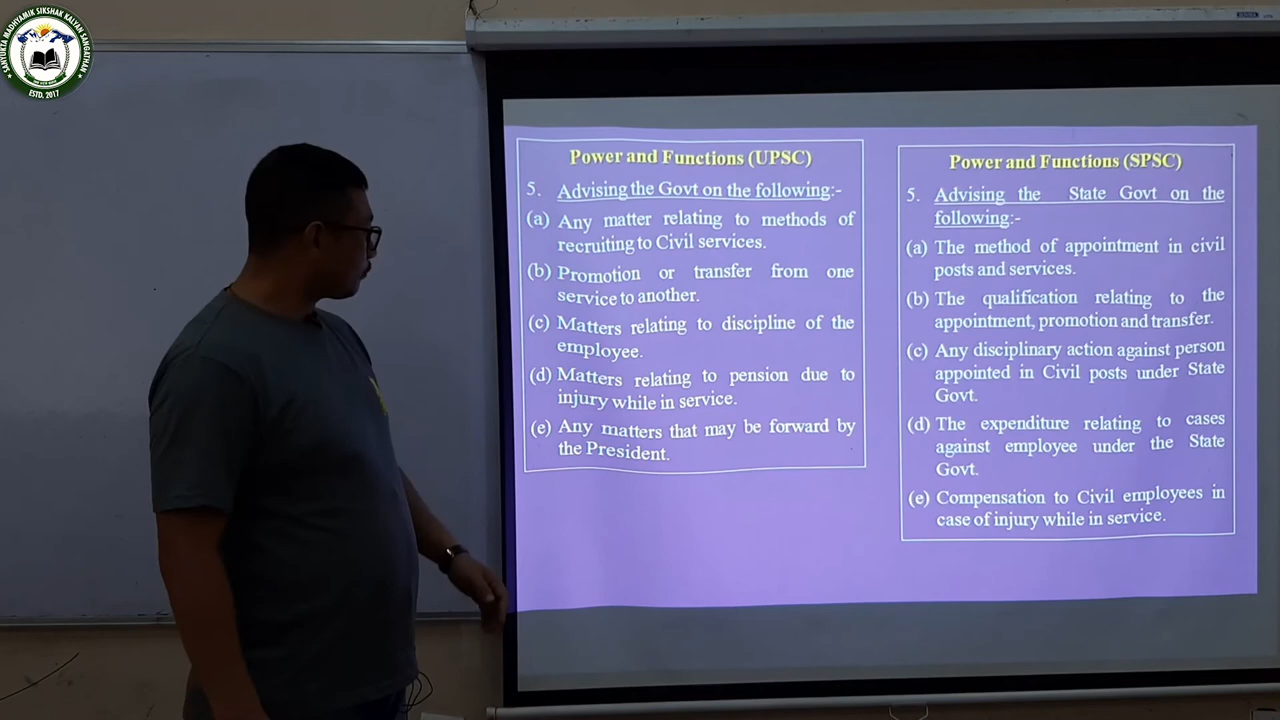 SANYUKTA MADHYAMIK SIKSHAK KALYAN SANGATHAN
ESTD. 2017
Power and Functions (UPSC)
5. Advising the Govt on the following:-
(a) Any matter relating to methods of
recruiting to Civil services.
(b) Promotion or transfer from one
service to another.
(c) Matters relating to discipline of the
employee.
(d) Matters relating to pension due to
injury while in service.
(e) Any matters that may be forward by
the President.
Power and Functions (SPSC)
5. Advising the State Govt on the
following:-
(a) The method of appointment in civil
posts and services.
(b) The qualification relating to the
appointment, promotion and transfer.
(c) Any disciplinary action against person
appointed in Civil posts under State
Govt.
(d) The expenditure relating to cases
against employee under the State
Govt.
(e) Compensation to Civil employees in
case of injury while in service.